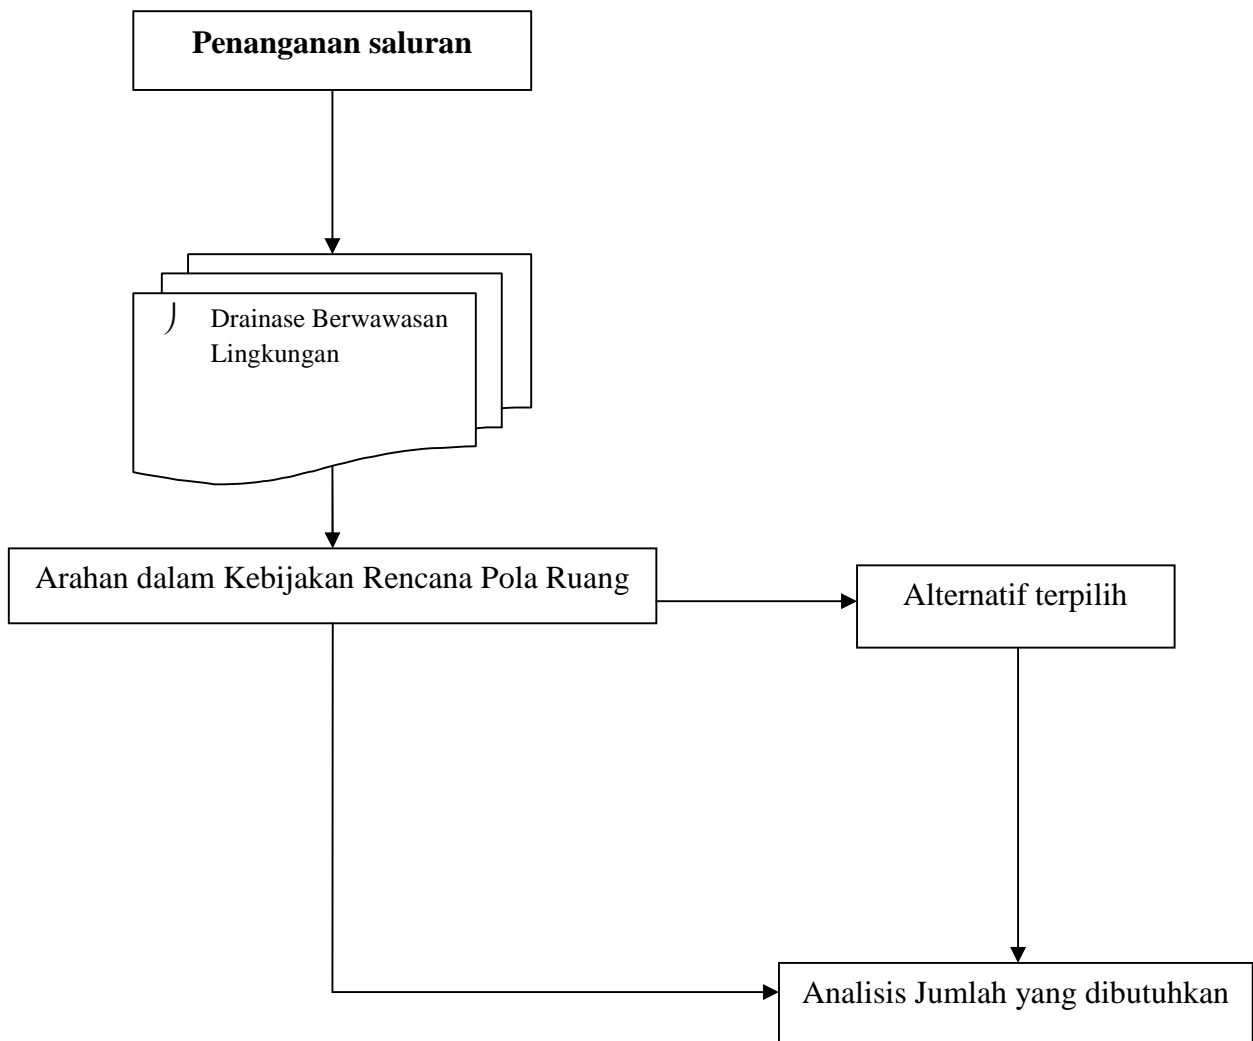 Penanganan saluran
Drainase Berwawasan
Lingkungan
Arahan dalam Kebijakan Rencana Pola Ruang
Alternatif terpilih
Analisis Jumlah yang dibutuhkan